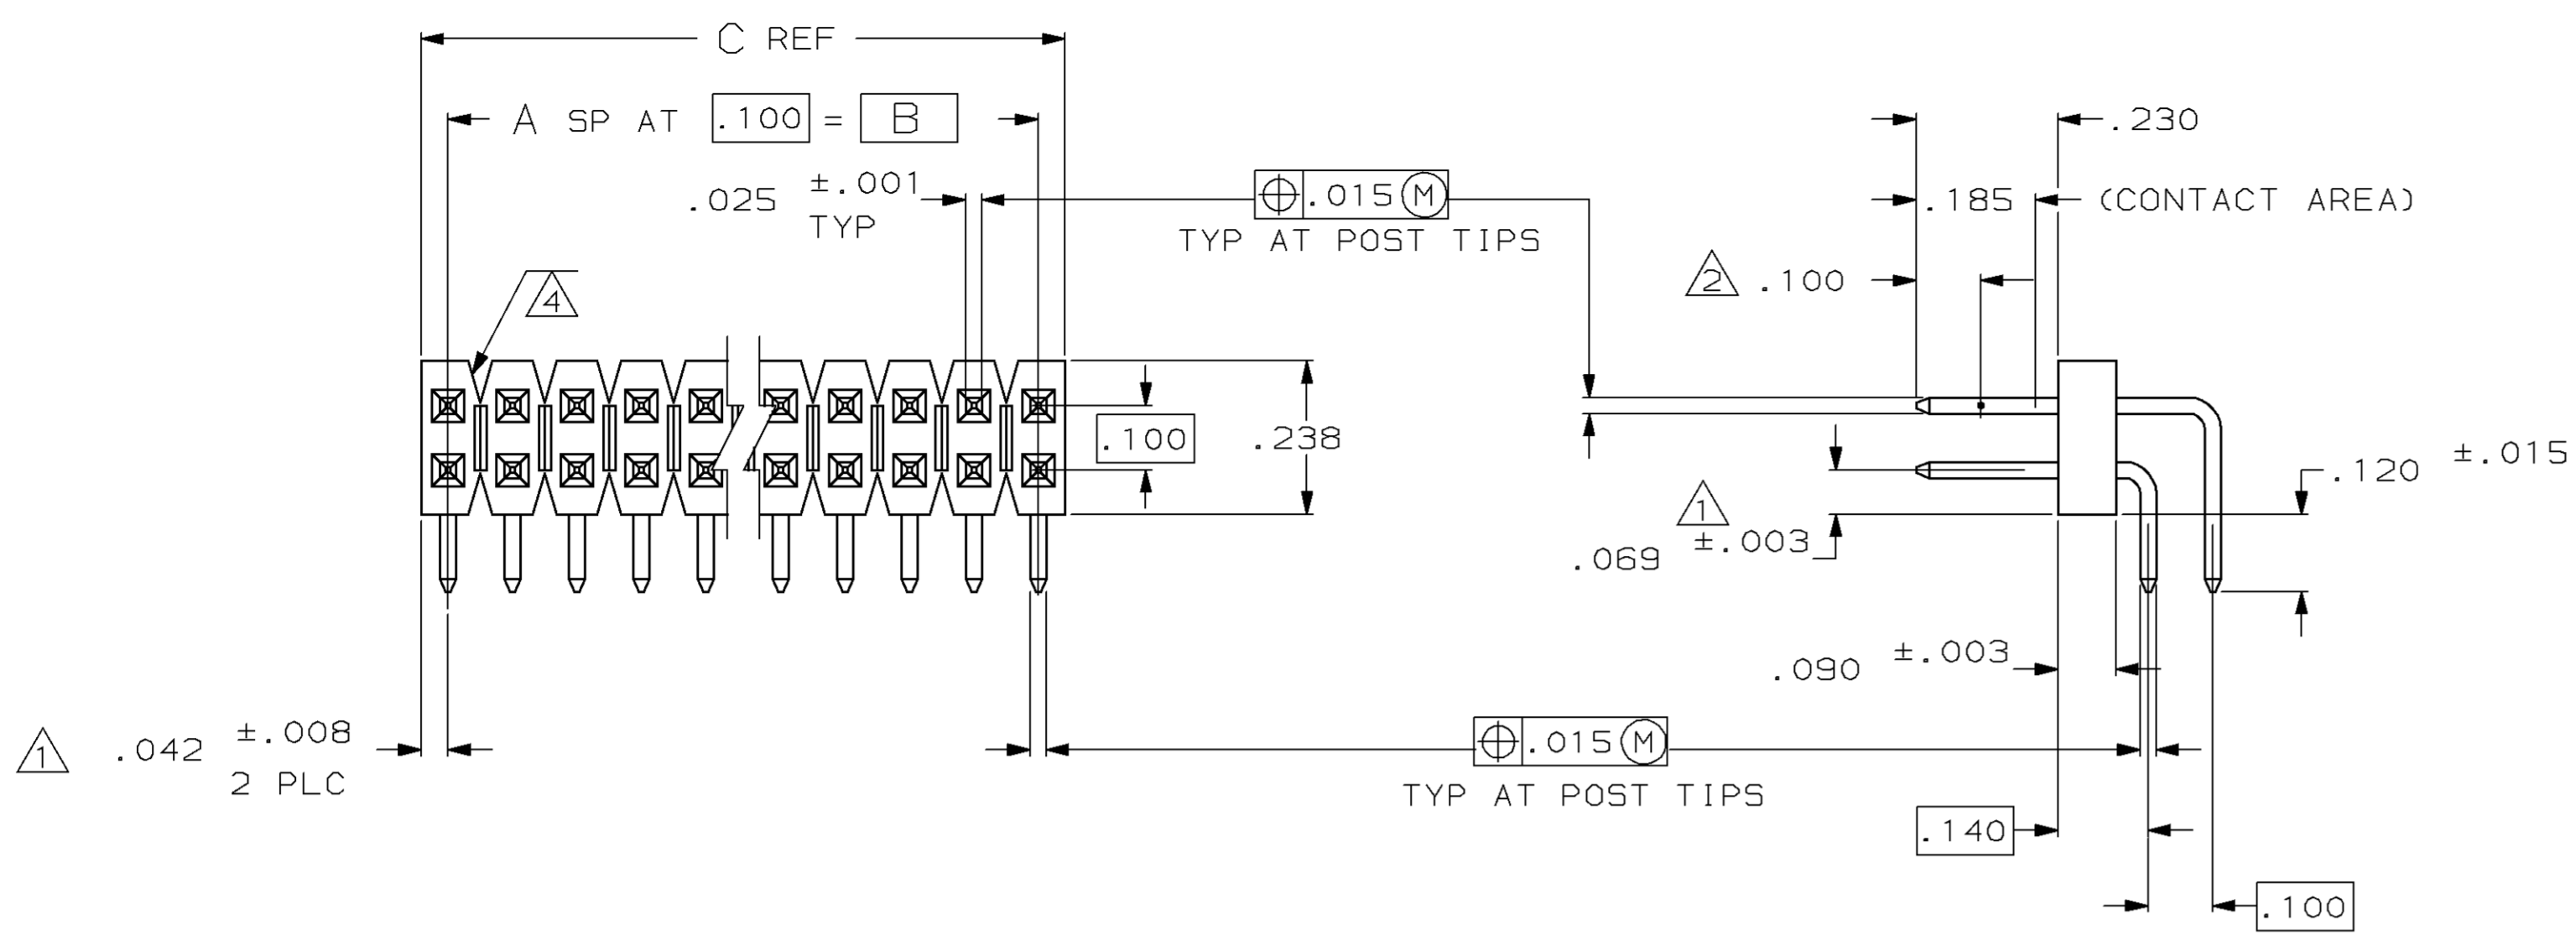 C REF
A SP AT .100 = B
.230
.025 ±.001
TYP
.015 M
TYP AT POST TIPS
.185 (CONTACT AREA)
2 .100
4
.100
.238
.120 ±.015
1
.069 ±.003
.090 ±.003
1 .042 ±.008
2 PLC
.015 M
TYP AT POST TIPS
.140
.100